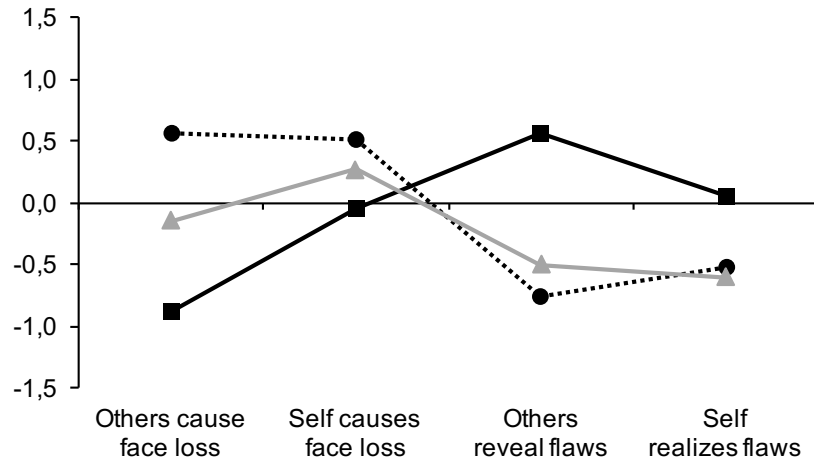 1,5
1,0
0,5
0,0
-0,5
-1,0
-1,5
Others cause
face loss
Self causes
face loss
Others
reveal flaws
Self
realizes flaws